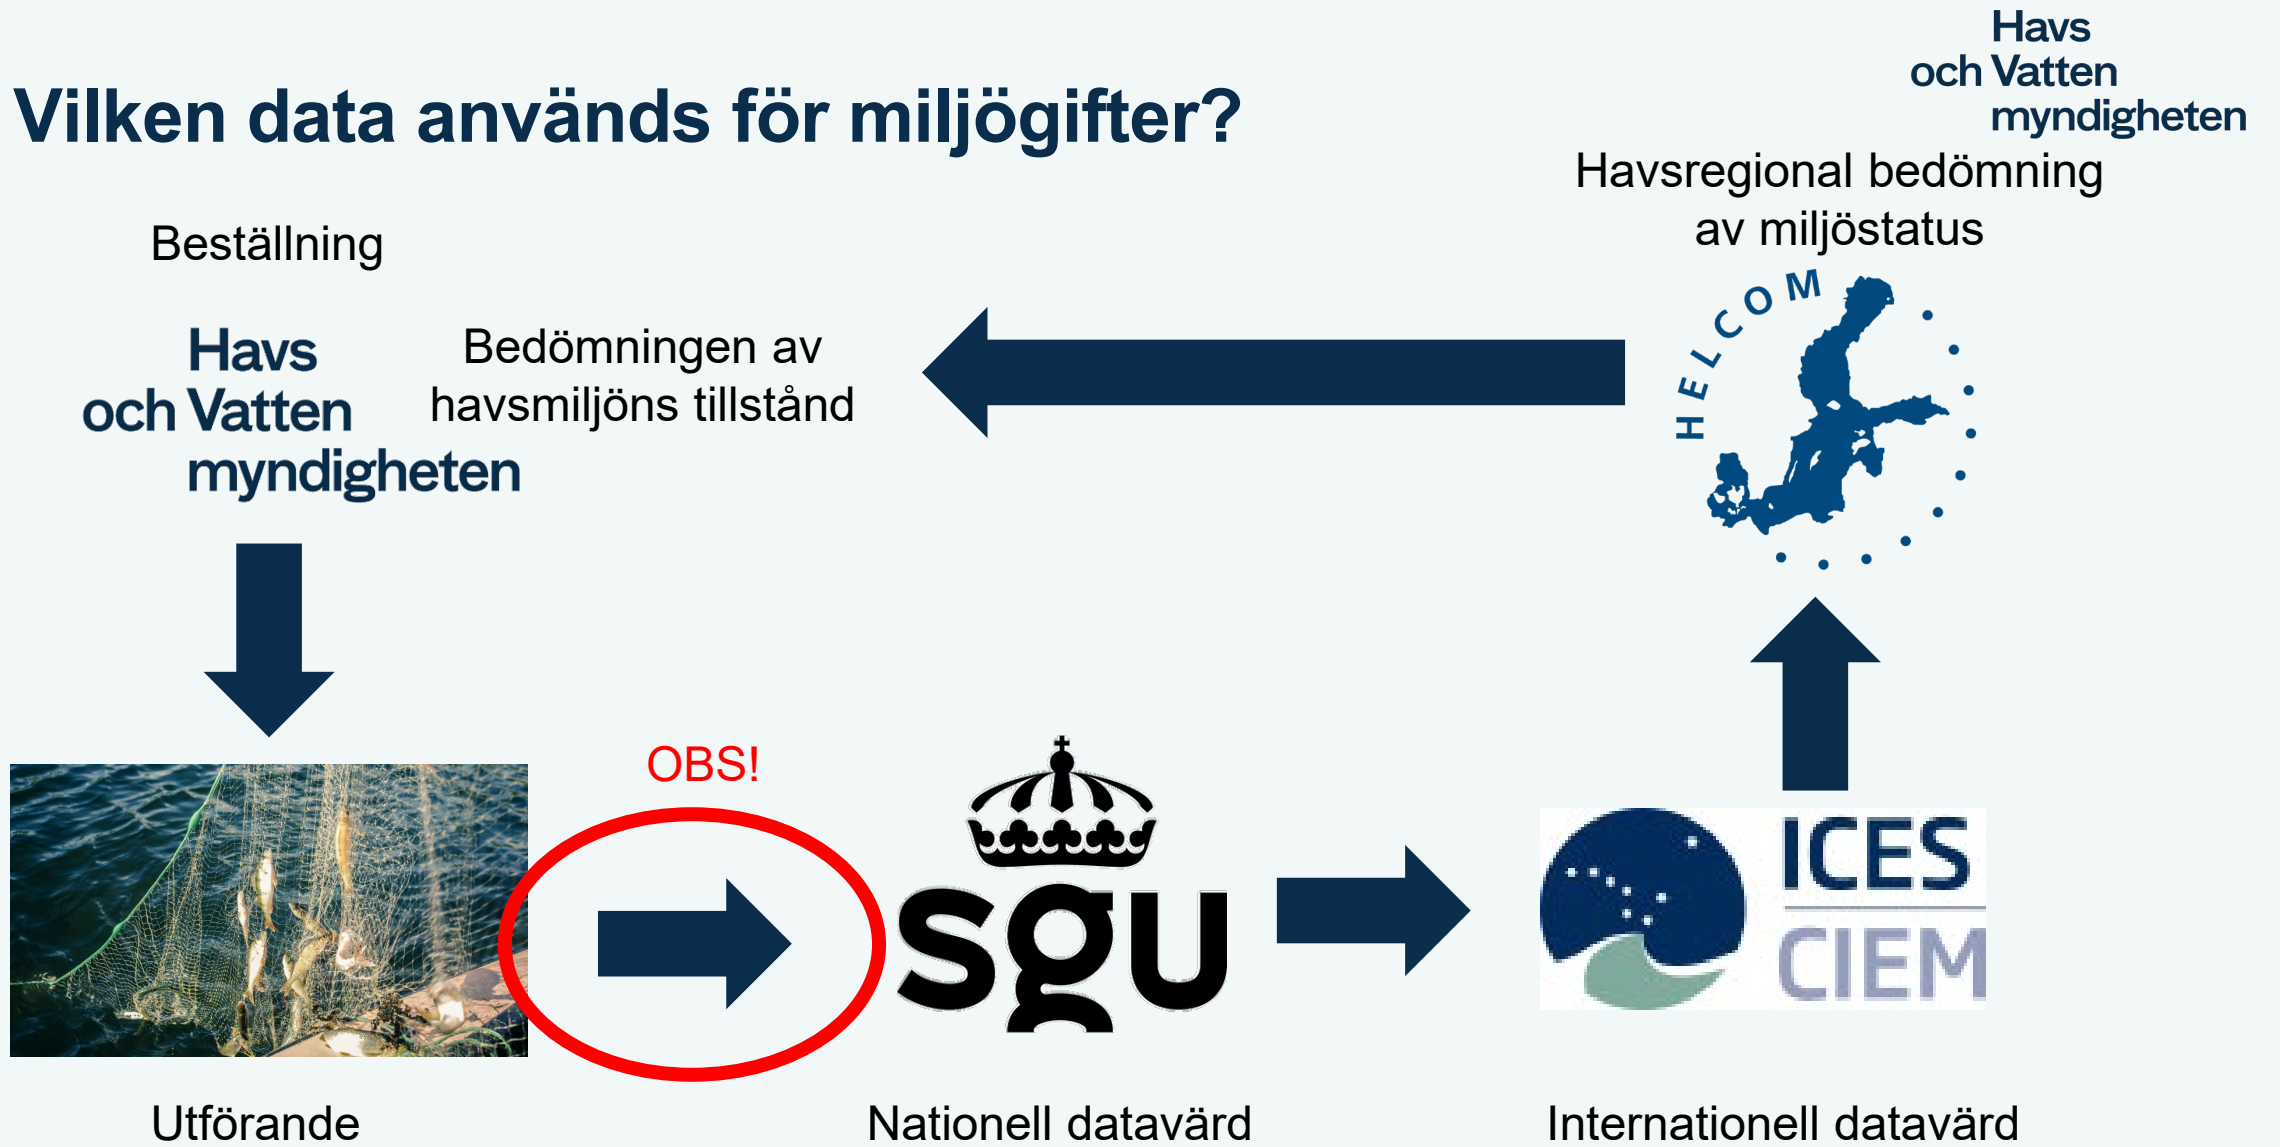 Havs
och Vatten
myndigheten
Vilken data används för miljögifter?
Havsregional bedömning
av miljöstatus
Beställning
HELCOM
Havs
och Vatten
myndigheten
Bedömningen av
havsmiljöns tillstånd
OBS!
sgu
ICES
CIEM
Utförande
Nationell datavärd
Internationell datavärd